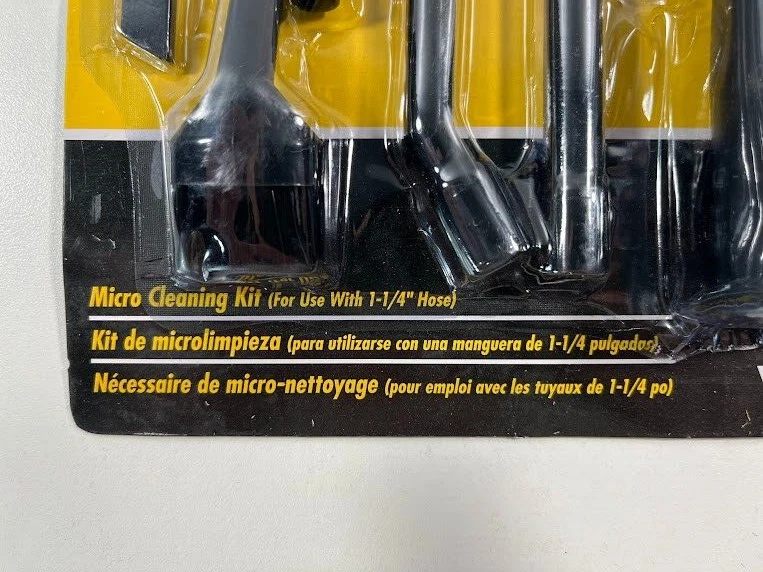 Micro Cleaning Kit (For Use With 1-1/4" Hose)
Kit de microlimpieza (para utilizarse con una manguera de 1-1/4 pulgadas)
Nécessaire de micro-nettoyage (pour emploi avec les tuyaux de 1-1/4 po)